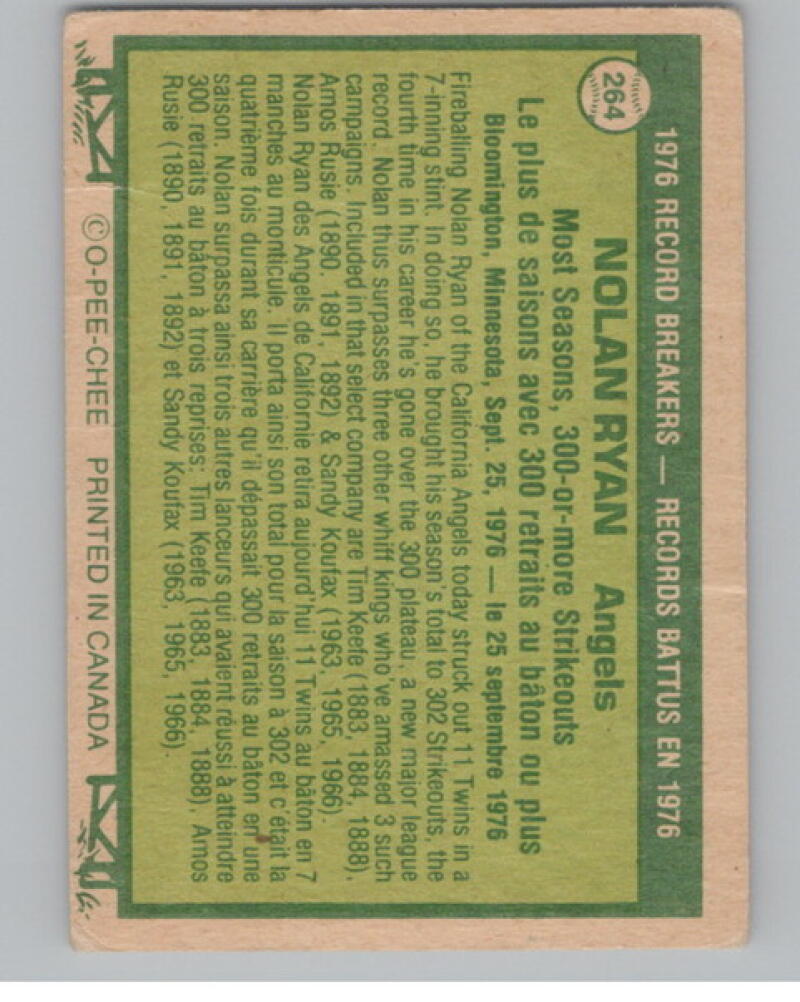 1976 RECORD BREAKERS — RECORDS BATTUS EN 1976
264
NOLAN RYAN Angels
Most Seasons, 300-or-more Strikeouts
Le plus de saisons avec 300 retraits au bâton ou plus
Bloomington, Minnesota, Sept. 25, 1976 — le 25 septembre 1976
Fireballing Nolan Ryan of the California Angels today struck out 11 Twins in a
7-inning stint. In doing so, he brought his season's total to 302 Strikeouts, the
fourth time in his career he's gone over the 300 plateau, a new major league
record. Nolan thus surpasses three other whiff kings who've amassed 3 such
campaigns. Included in that select company are Tim Keefe (1883, 1884, 1888),
Amos Rusie (1890, 1891, 1892) & Sandy Koufax (1963, 1965, 1966).
Nolan Ryan des Angels de Californie retira aujourd'hui 11 Twins au bâton en 7
manches au monticule. Il porta ainsi son total pour la saison à 302 et c'était la
quatrième fois durant sa carrière qu'il dépassait 300 retraits au bâton en une
saison. Nolan surpassa ainsi trois autres lanceurs qui avaient réussi à atteindre
300 retraits au bâton à trois reprises: Tim Keefe (1883, 1884, 1888), Amos
Rusie (1890, 1891, 1892) et Sandy Koufax (1963, 1965, 1966).
©O-PEE-CHEE PRINTED IN CANADA